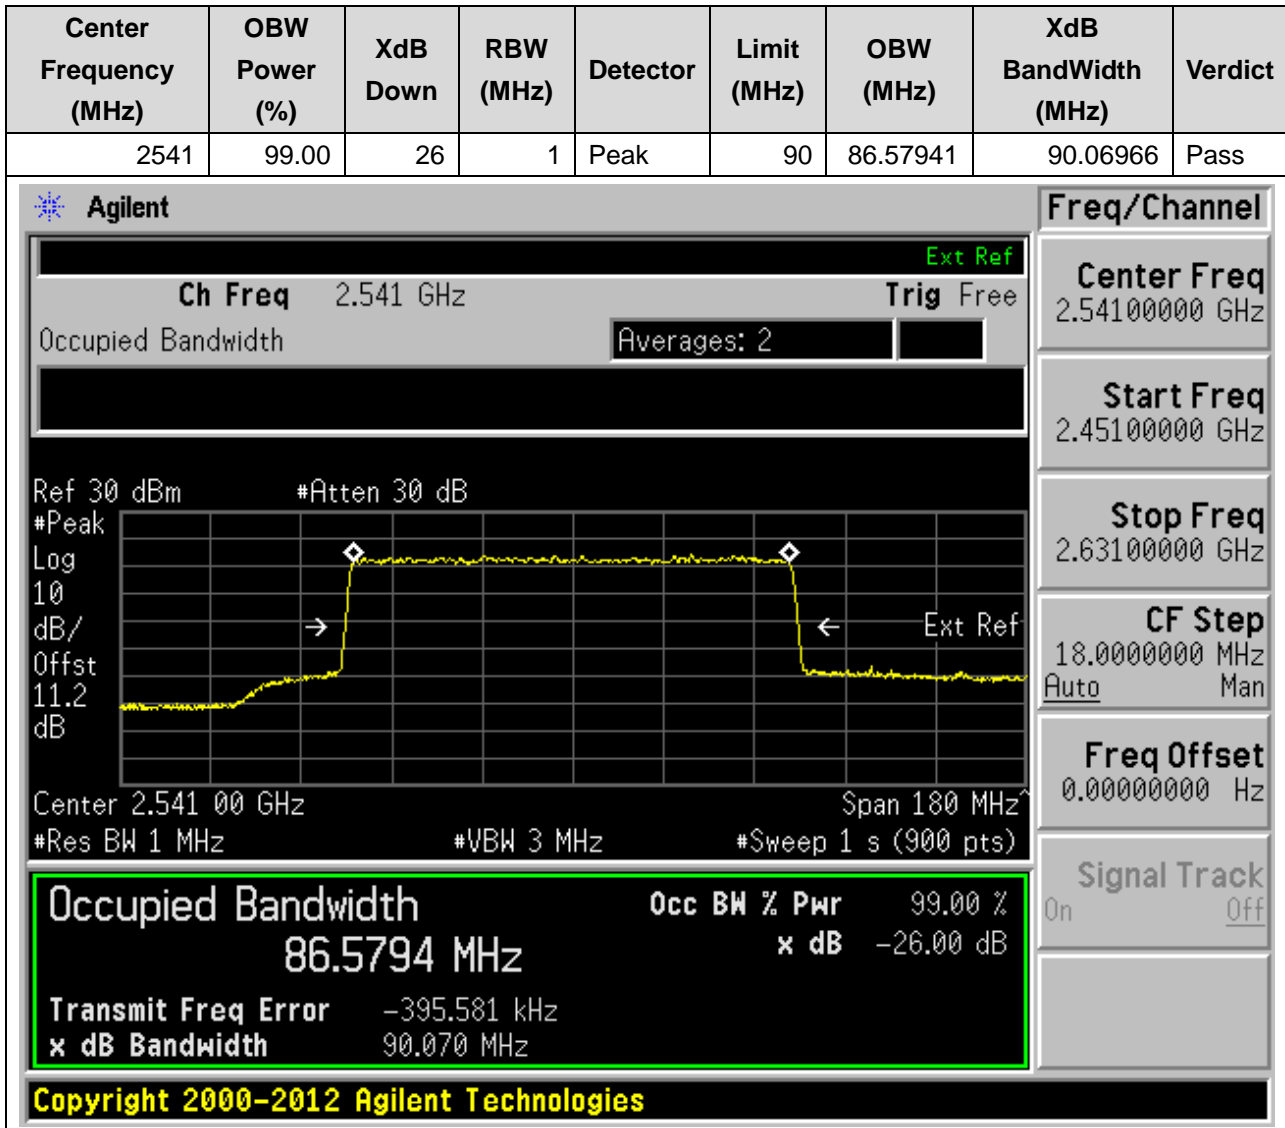 Center Frequency (MHz) OBW Power (%) XdB Down RBW (MHz) Detector Limit (MHz) OBW (MHz) XdB BandWidth (MHz) Verdict
2541 99.00 26 1 Peak 90 86.57941 90.06966 Pass
Agilent
Freq/Channel
Ext Ref
Ch Freq 2.541 GHz Trig Free
Occupied Bandwidth Averages: 2
Center Freq
2.54100000 GHz
Start Freq
2.45100000 GHz
Stop Freq
2.63100000 GHz
CF Step
18.0000000 MHz
Auto Man
Freq Offset
0.00000000 Hz
Signal Track
On Off
Ref 30 dBm #Atten 30 dB
#Peak
Log
10
dB/
Offst
11.2
dB
→ ← Ext Ref
Center 2.541 00 GHz Span 180 MHz^
#Res BW 1 MHz #VBW 3 MHz #Sweep 1 s (900 pts)
Occupied Bandwidth
86.5794 MHz
Occ BW % Pwr 99.00 %
x dB -26.00 dB
Transmit Freq Error -395.581 kHz
x dB Bandwidth 90.070 MHz
Copyright 2000-2012 Agilent Technologies